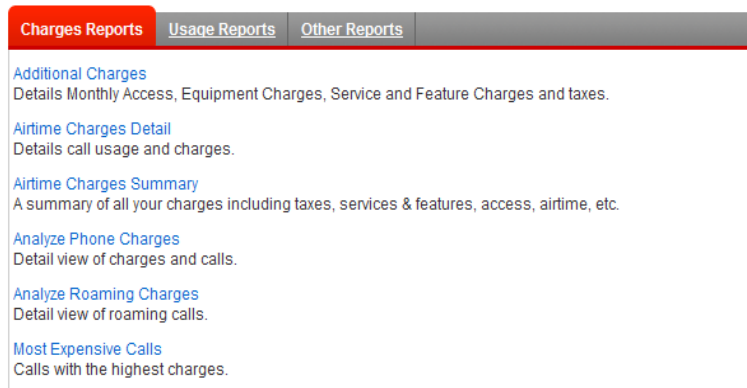 Charges Reports Usage Reports Other Reports
Additional Charges
Details Monthly Access, Equipment Charges, Service and Feature Charges and taxes.
Airtime Charges Detail
Details call usage and charges.
Airtime Charges Summary
A summary of all your charges including taxes, services & features, access, airtime, etc.
Analyze Phone Charges
Detail view of charges and calls.
Analyze Roaming Charges
Detail view of roaming calls.
Most Expensive Calls
Calls with the highest charges.